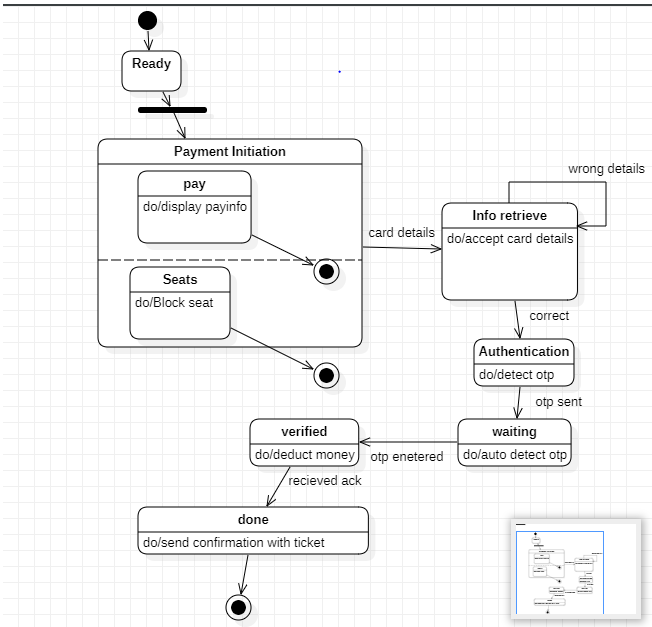 Ready
Payment Initiation
pay
do/display payinfo
Seats
do/Block seat
card details
wrong details
Info retrieve
do/accept card details
correct
Authentication
do/detect otp
otp sent
waiting
do/auto detect otp
otp enetered
verified
do/deduct money
recieved ack
done
do/send confirmation with ticket